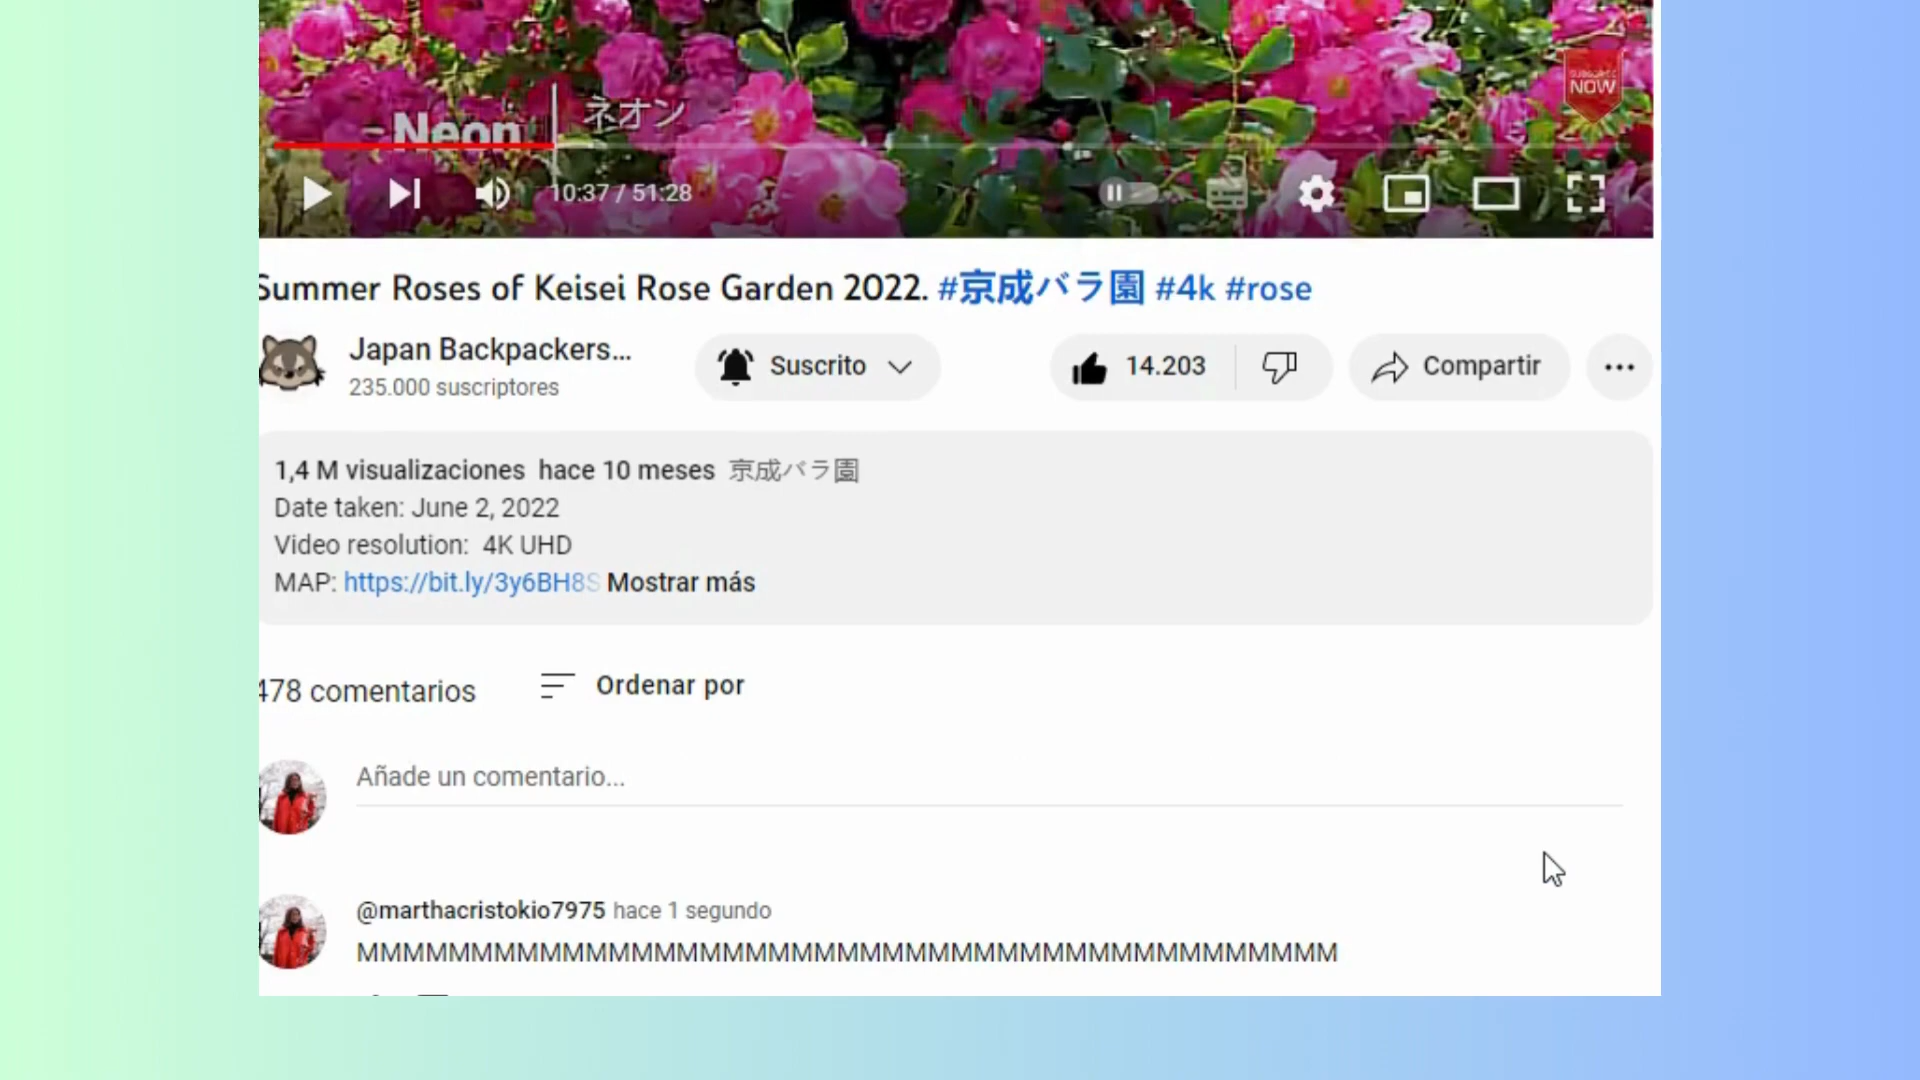 SUBSCRIBE
NOW
Neon
ネオン
10:37 / 51:28
Summer Roses of Keisei Rose Garden 2022. #京成バラ園 #4k #rose
Japan Backpackers...
235.000 suscriptores
Suscrito
14.203
Compartir
1,4 M visualizaciones hace 10 meses 京成バラ園
Date taken: June 2, 2022
Video resolution: 4K UHD
MAP: https://bit.ly/3y6BH8S Mostrar más
478 comentarios
Ordenar por
Añade un comentario...
@marthacristokio7975 hace 1 segundo
MMMMMMMMMMMMMMMMMMMMMMMMMMMMMMMMMMMMMMMMMMM